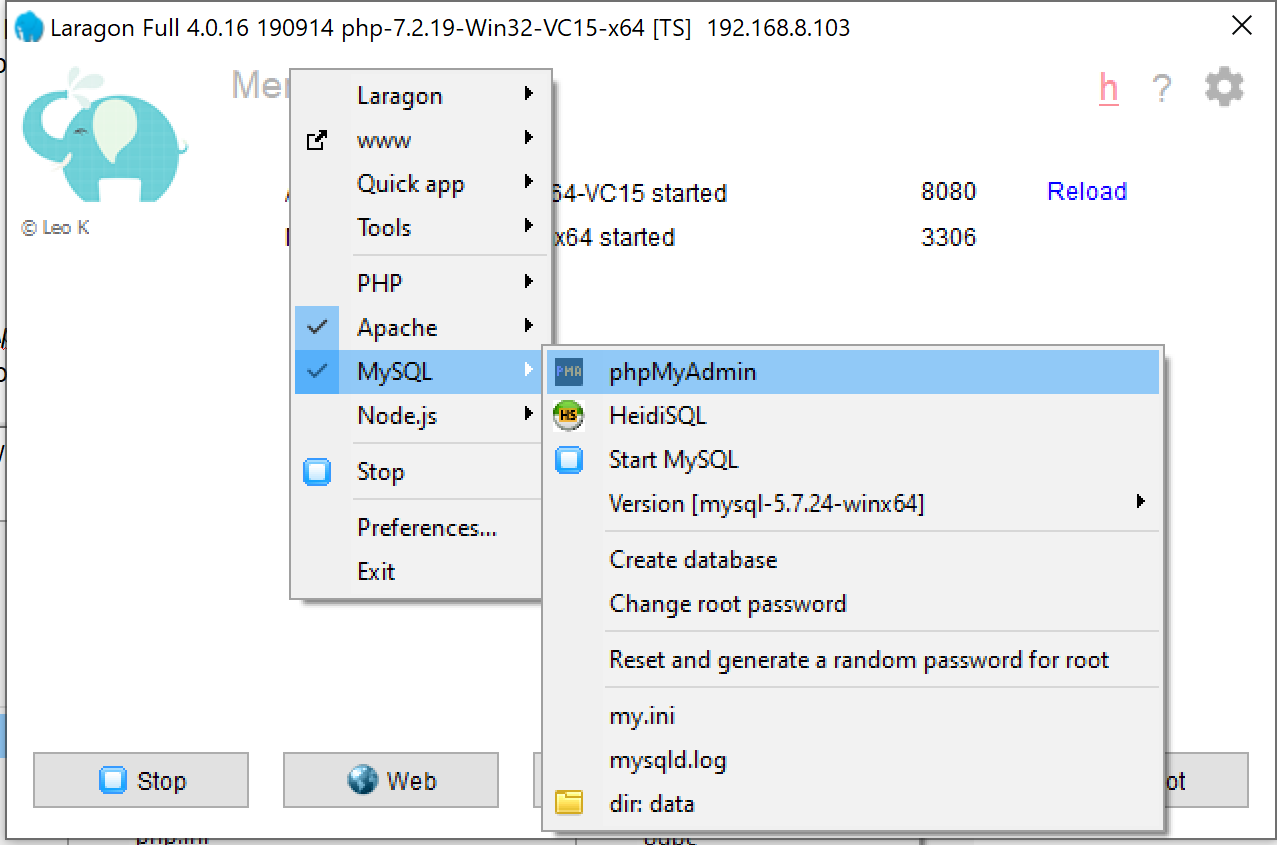 Laragon Full 4.0.16 190914 php-7.2.19-Win32-VC15-x64 [TS] 192.168.8.103
h ?
© Leo K
Laragon
www
Quick app
Tools
PHP
Apache
MySQL
Node.js
Stop
Preferences...
Exit
64-VC15 started 8080 Reload
x64 started 3306
PMA phpMyAdmin
HS HeidiSQL
Start MySQL
Version [mysql-5.7.24-winx64]
Create database
Change root password
Reset and generate a random password for root
my.ini
mysqld.log
dir: data
Stop Web